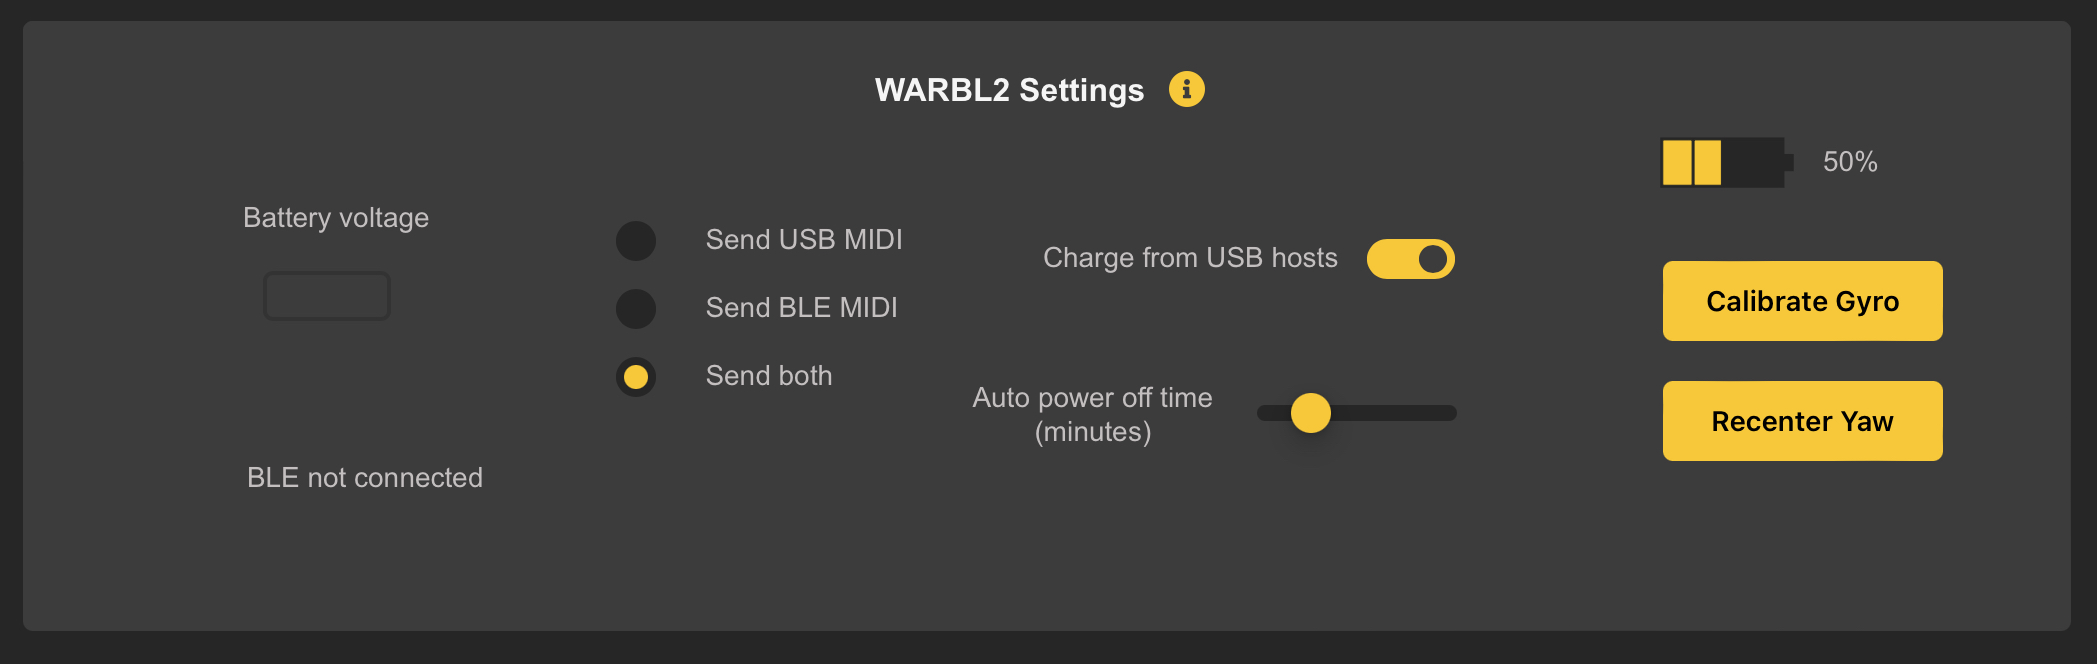 WARBL2 Settings
50%
Battery voltage
Send USB MIDI
Send BLE MIDI
Send both
BLE not connected
Charge from USB hosts
Auto power off time
(minutes)
Calibrate Gyro
Recenter Yaw